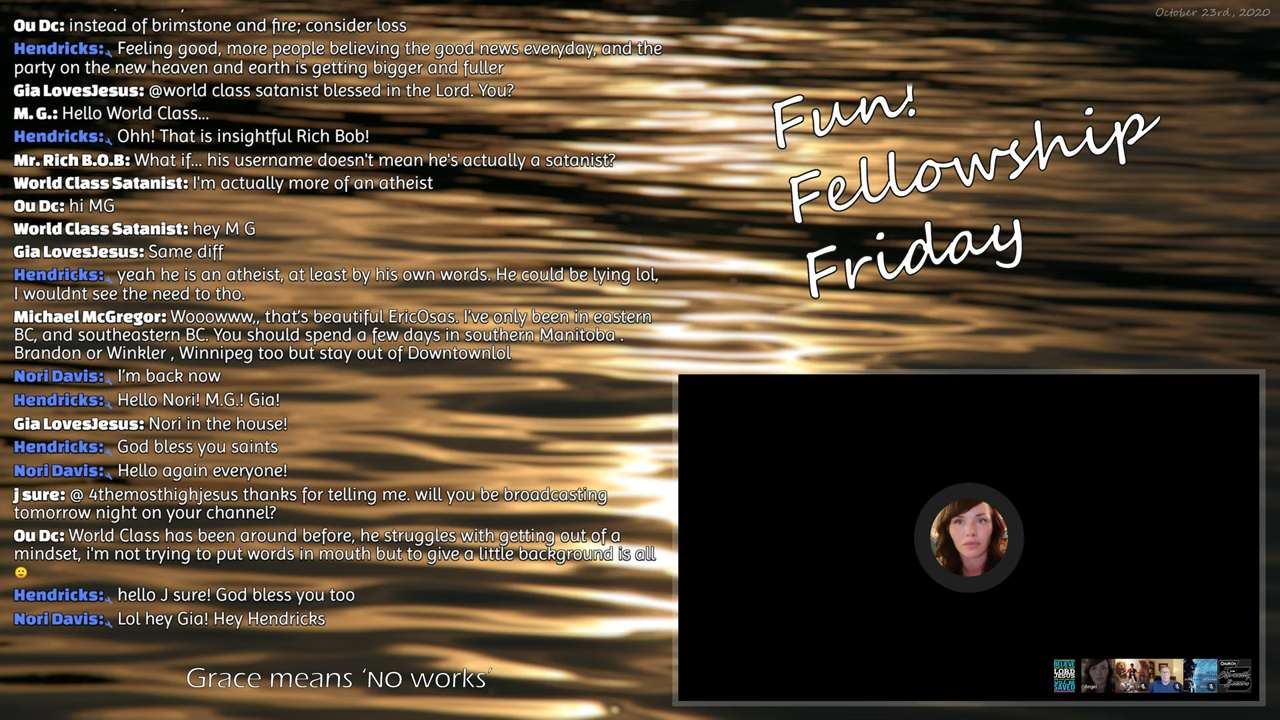 October 23rd, 2020
Ou Dc: instead of brimstone and fire; consider loss
Hendricks: Feeling good, more people believing the good news everyday, and the
party on the new heaven and earth is getting bigger and fuller
Gia LovesJesus: @world class satanist blessed in the Lord. You?
M. G.: Hello World Class...
Hendricks: Ohh! That is insightful Rich Bob!
Mr. Rich B.O.B: What if... his username doesn't mean he's actually a satanist?
World Class Satanist: I'm actually more of an atheist
Ou Dc: hi MG
World Class Satanist: hey M G
Gia LovesJesus: Same diff
Hendricks: yeah he is an atheist, at least by his own words. He could be lying lol,
I wouldnt see the need to tho.
Michael McGregor: Wooowww,, that's beautiful EricOsas. I've only been in eastern
BC, and southeastern BC. You should spend a few days in southern Manitoba .
Brandon or Winkler , Winnipeg too but stay out of Downtownlol
Nori Davis: I'm back now
Hendricks: Hello Nori! M.G.! Gia!
Gia LovesJesus: Nori in the house!
Hendricks: God bless you saints
Nori Davis: Hello again everyone!
j sure: @ 4themosthighjesus thanks for telling me. will you be broadcasting
tomorrow night on your channel?
Ou Dc: World Class has been around before, he struggles with getting out of a
mindset, i'm not trying to put words in mouth but to give a little background is all
🙂
Hendricks: hello J sure! God bless you too
Nori Davis: Lol hey Gia! Hey Hendricks
Grace means 'NO works'
Fun!
Fellowship
Friday
BELIEVE
LORD
JESUS
SAVED
Angel
CHURCH